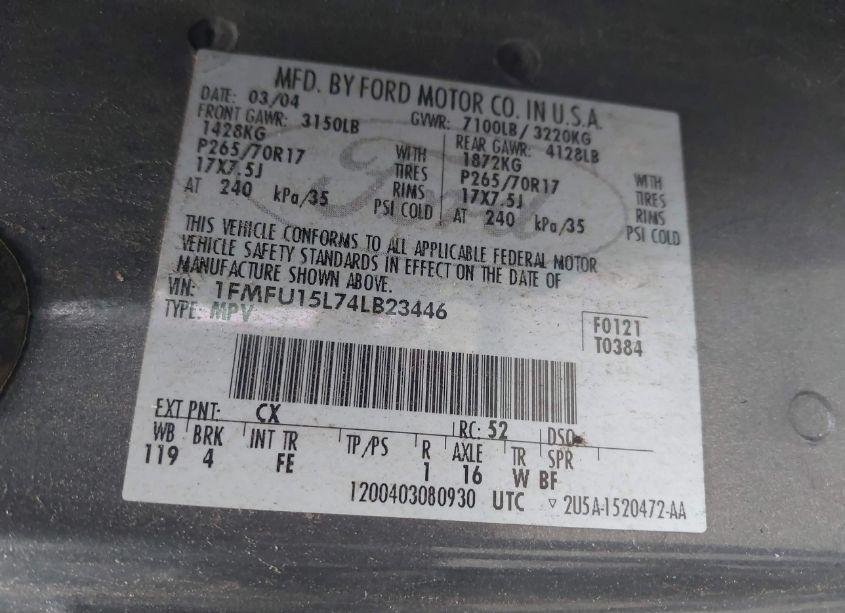 MFD. BY FORD MOTOR CO. IN U.S.A.
DATE: 03/04 GVWR: 7100LB/ 3220KG
FRONT GAWR: 3150LB REAR GAWR: 4128LB
1428KG WITH 1872KG WITH
P265/70R17 TIRES P265/70R17 TIRES
17X7.5J RIMS 17X7.5J RIMS
AT 240 kPa/35 PSI COLD AT 240 kPa/35 PSI COLD
Ford
THIS VEHICLE CONFORMS TO ALL APPLICABLE FEDERAL MOTOR
VEHICLE SAFETY STANDARDS IN EFFECT ON THE DATE OF
MANUFACTURE SHOWN ABOVE.
VIN: 1FMFU15L74LB23446
TYPE: MPV
F0121
T0384
EXT PNT: CX RC: 52 DSO:
WB BRK INT TR TP/PS R AXLE TR SPR
119 4 FE 1 16 W BF
1200403080930 UTC ▽ 2U5A-1520472-AA